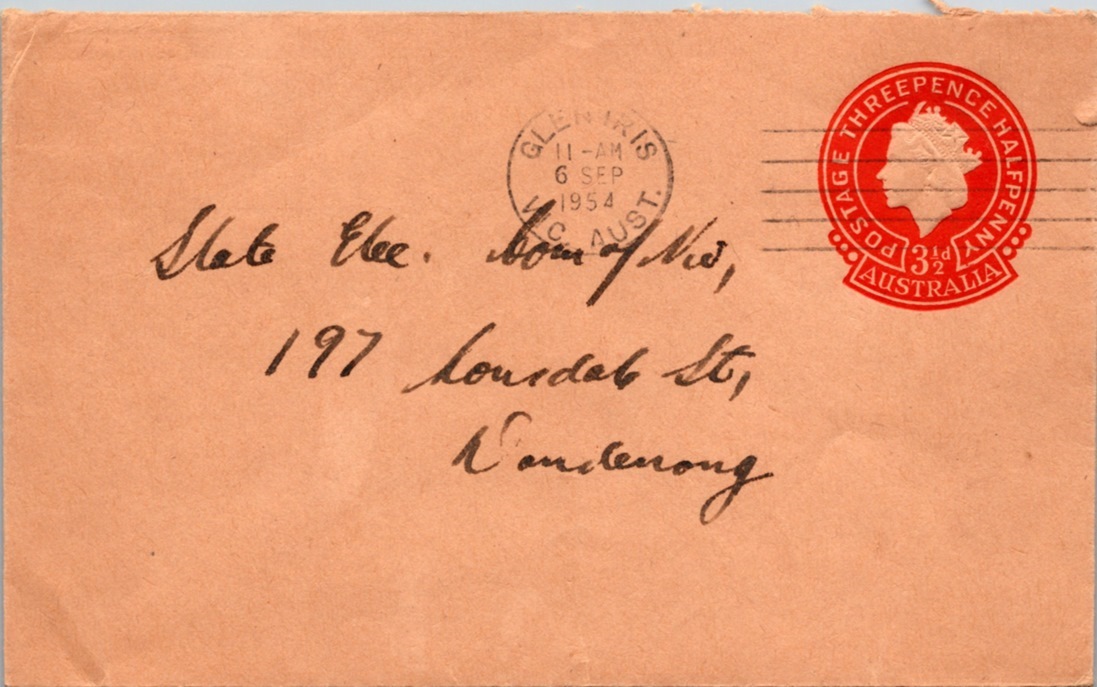 POSTAGE THREEPENCE HALFPENNY
3½d
AUSTRALIA
GLEN IRIS
11-AM
6 SEP
1954
VIC. AUST.
State Elec. Com of Vic,
197 Lonsdale St,
Dandenong